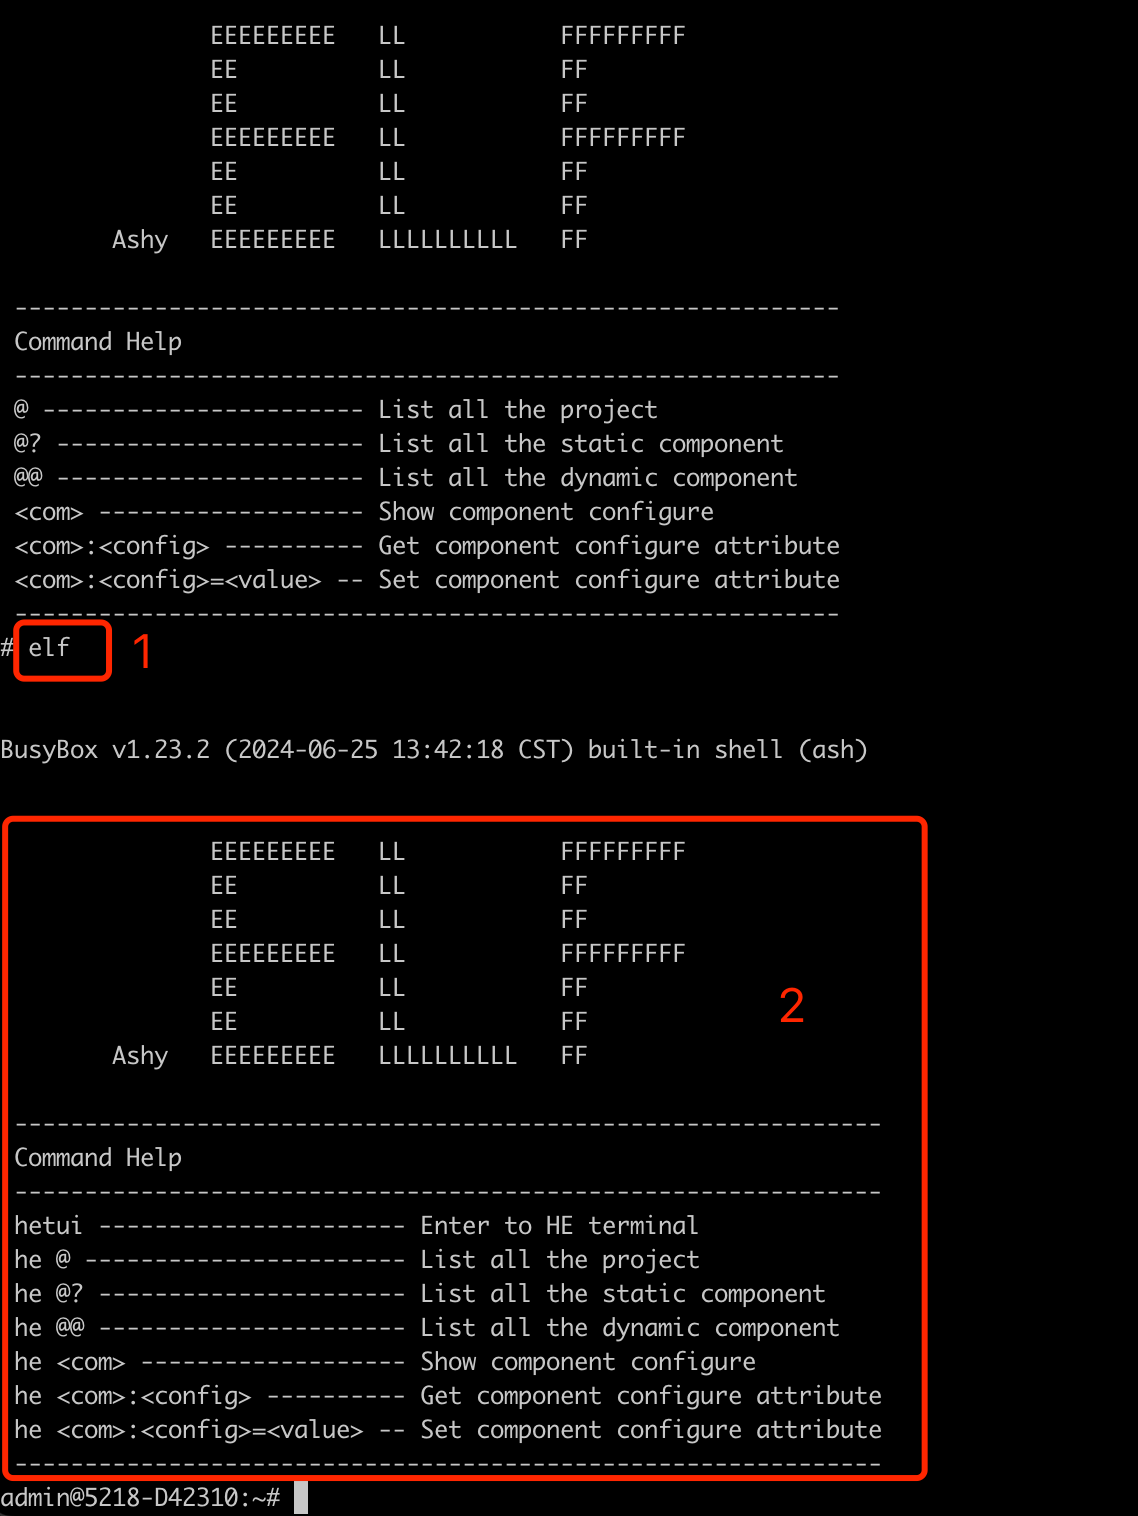 EEEEEEEEE   LL           FFFFFFFFF
EE          LL           FF
EE          LL           FF
EEEEEEEEE   LL           FFFFFFFFF
EE          LL           FF
EE          LL           FF
Ashy   EEEEEEEEE   LLLLLLLLLL   FF
-----------------------------------------------------------
Command Help
-----------------------------------------------------------
@ ----------------------- List all the project
@? ---------------------- List all the static component
@@ ---------------------- List all the dynamic component
<com> ------------------- Show component configure
<com>:<config> ---------- Get component configure attribute
<com>:<config>=<value> -- Set component configure attribute
-----------------------------------------------------------
# elf 1
BusyBox v1.23.2 (2024-06-25 13:42:18 CST) built-in shell (ash)
EEEEEEEEE   LL           FFFFFFFFF
EE          LL           FF
EE          LL           FF
EEEEEEEEE   LL           FFFFFFFFF
EE          LL           FF
2
EE          LL           FF
Ashy   EEEEEEEEE   LLLLLLLLLL   FF
--------------------------------------------------------------
Command Help
--------------------------------------------------------------
hetui ---------------------- Enter to HE terminal
he @ ----------------------- List all the project
he @? ---------------------- List all the static component
he @@ ---------------------- List all the dynamic component
he <com> ------------------- Show component configure
he <com>:<config> ---------- Get component configure attribute
he <com>:<config>=<value> -- Set component configure attribute
--------------------------------------------------------------
admin@5218-D42310:~#